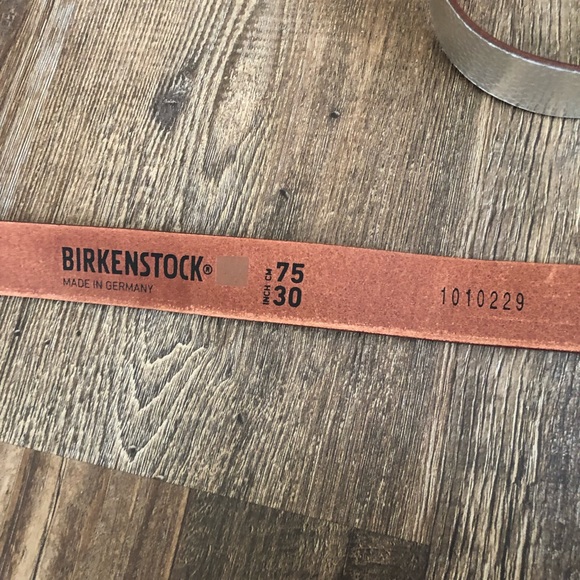 BIRKENSTOCK®
MADE IN GERMANY
CM 75
INCH 30
1010229